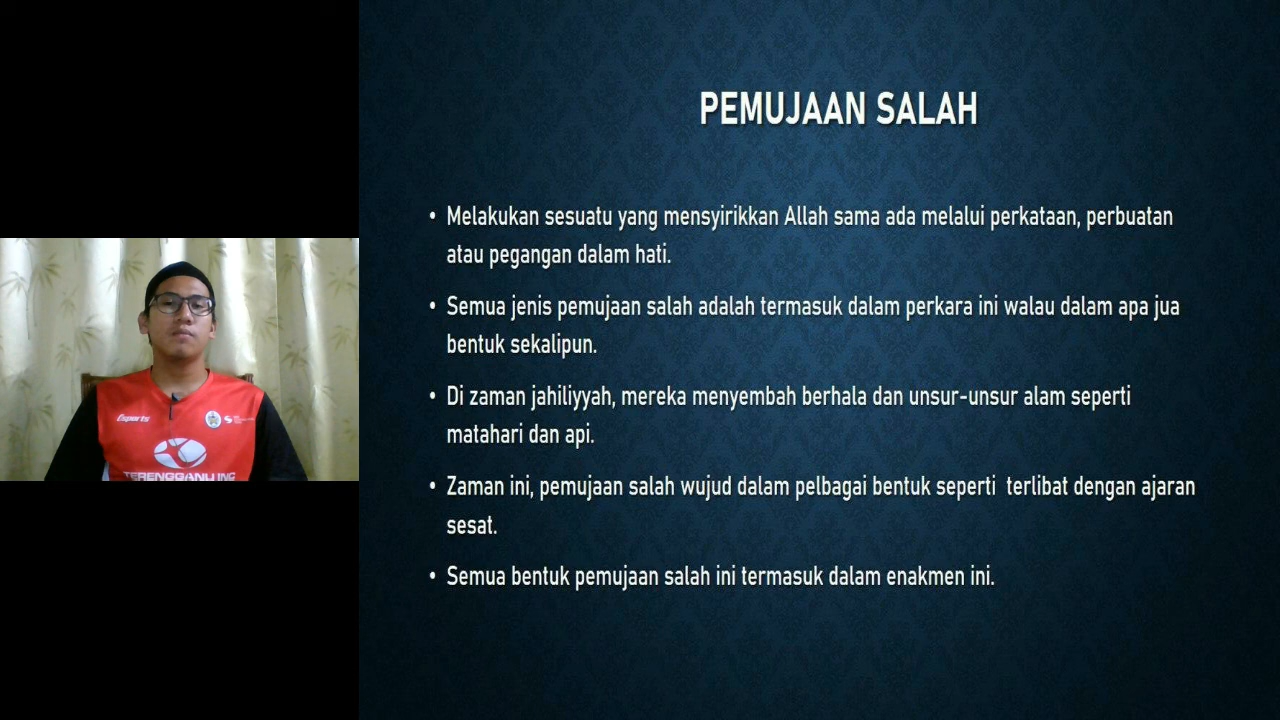 PEMUJAAN SALAH
• Melakukan sesuatu yang mensyirikkan Allah sama ada melalui perkataan, perbuatan
atau pegangan dalam hati.
• Semua jenis pemujaan salah adalah termasuk dalam perkara ini walau dalam apa jua
bentuk sekalipun.
• Di zaman jahiliyyah, mereka menyembah berhala dan unsur-unsur alam seperti
matahari dan api.
• Zaman ini, pemujaan salah wujud dalam pelbagai bentuk seperti  terlibat dengan ajaran
sesat.
• Semua bentuk pemujaan salah ini termasuk dalam enakmen ini.
Esports
TERENGGANU INC